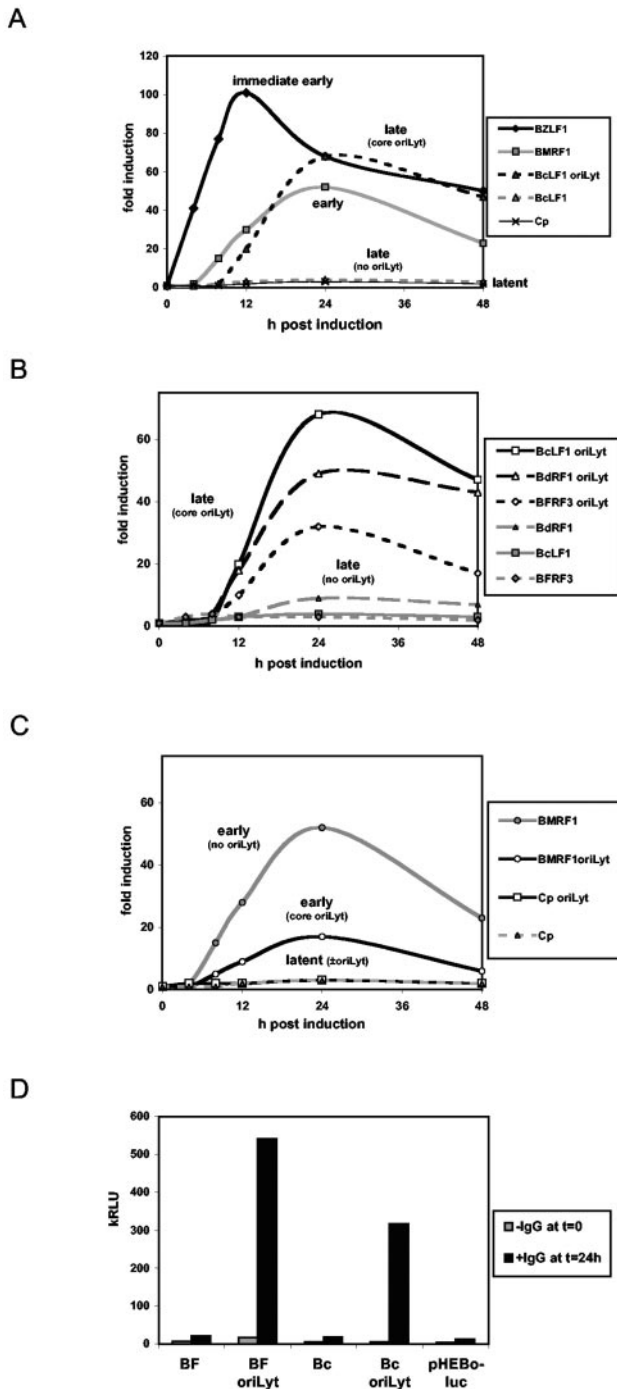 A
120
100
80
60
40
20
0
fold induction
immediate early
late
(core oriLyt)
early
late
(no oriLyt)
latent
0
12
24
36
48
h post induction
BZLF1
BMRF1
BcLF1 oriLyt
BcLF1
Cp
B
60
40
20
0
fold induction
late
(core oriLyt)
late
(no oriLyt)
0
12
24
36
48
h post induction
BcLF1 oriLyt
BdRF1 oriLyt
BFRF3 oriLyt
BdRF1
BcLF1
BFRF3
C
60
40
20
0
fold induction
early
(no oriLyt)
early
(core oriLyt)
latent (±oriLyt)
0
12
24
36
48
h post induction
BMRF1
BMRF1oriLyt
Cp oriLyt
Cp
D
600
500
400
300
200
100
0
kRLU
BF
BF
oriLyt
Bc
Bc
oriLyt
pHEBo-
luc
-IgG at t=0
+IgG at t=24h